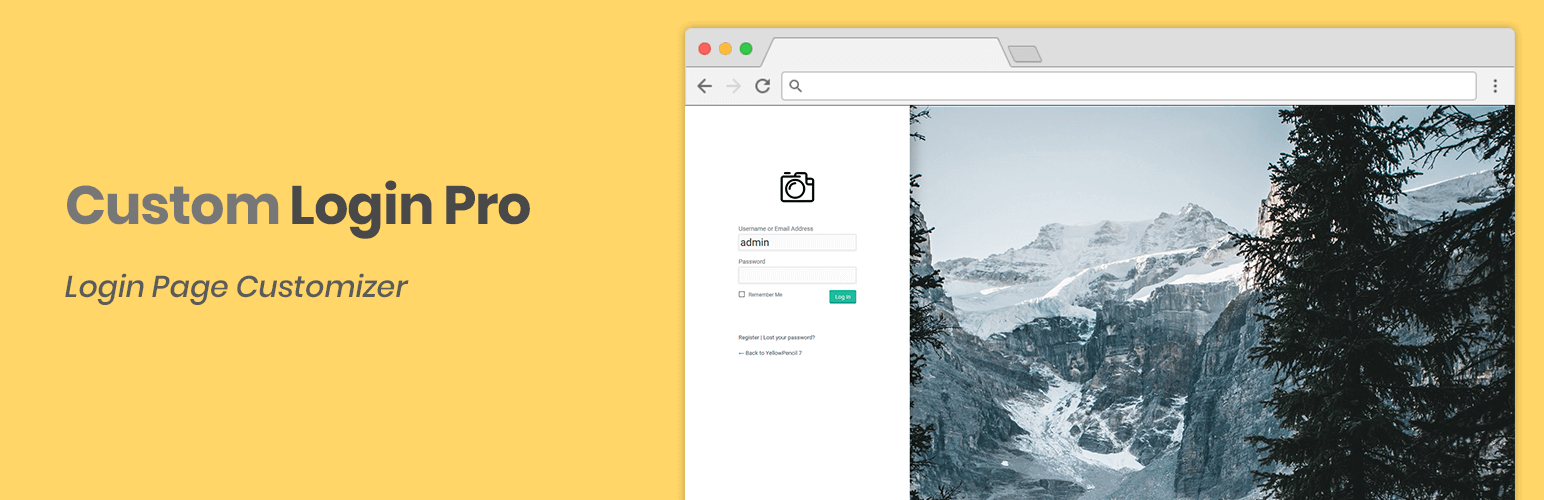 Custom Login Pro
Login Page Customizer
Username or Email Address
admin
Password
Remember Me
Log in
Register | Lost your password?
← Back to YellowPencil 7